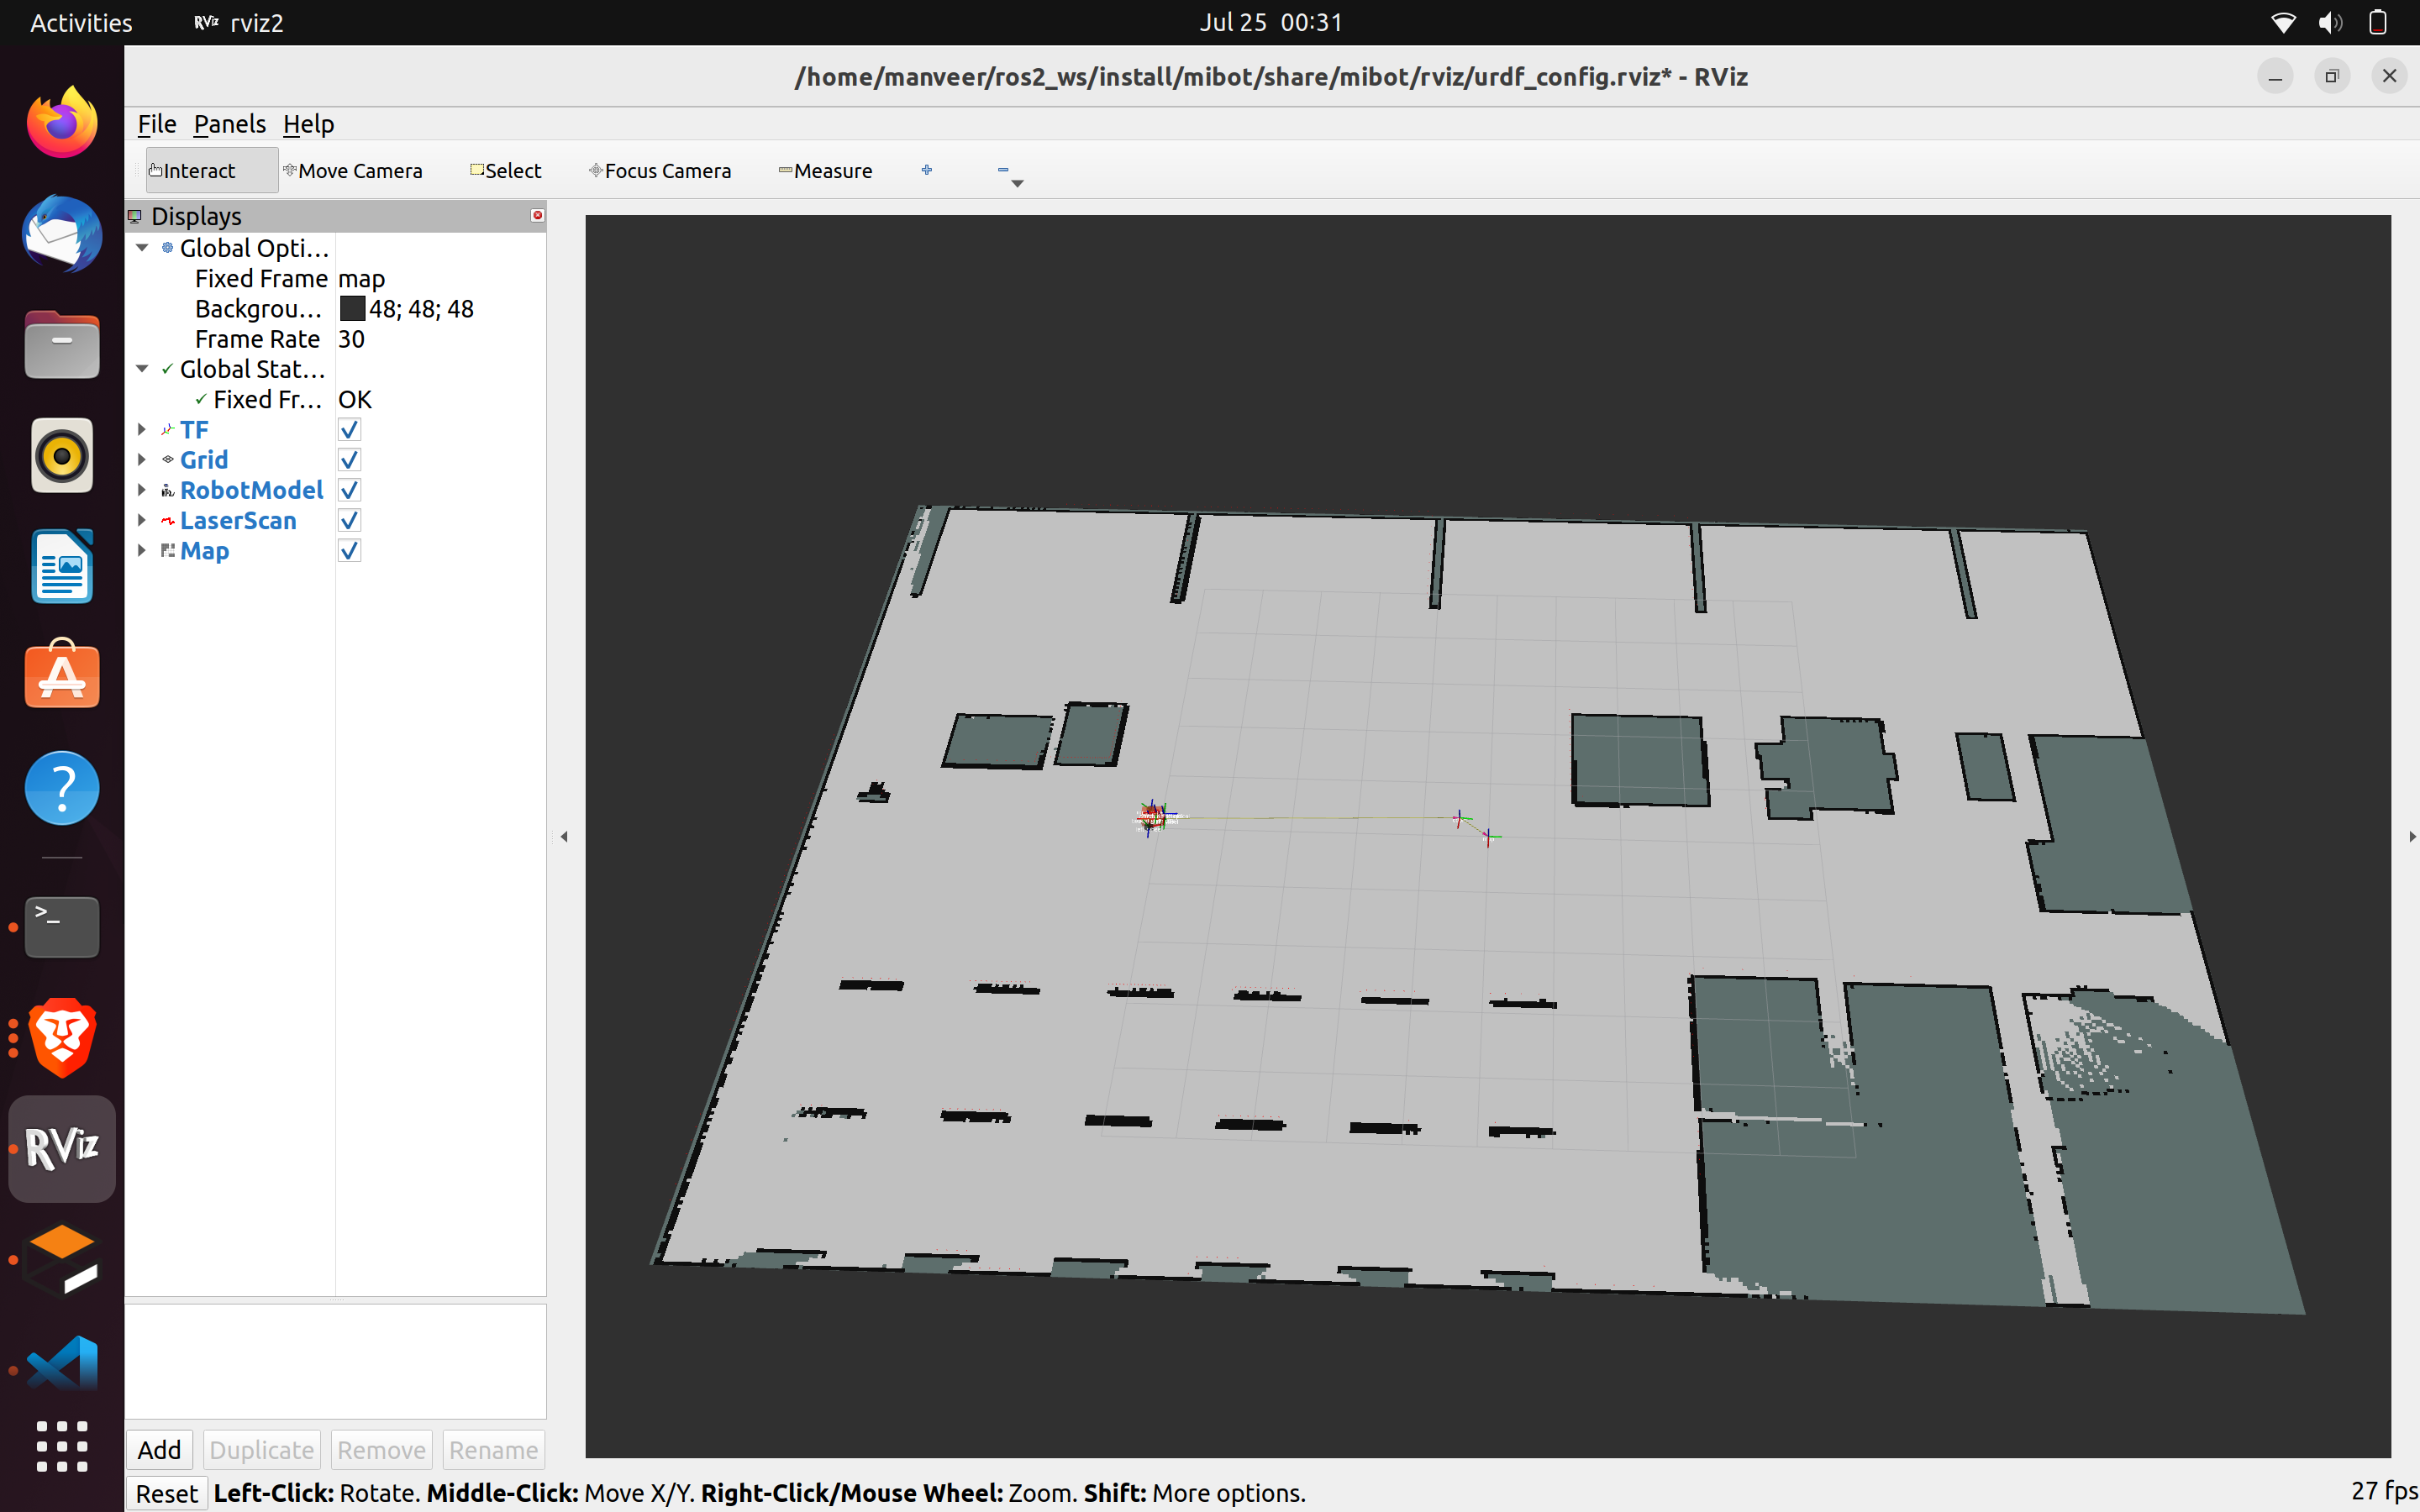 Activities RViz rviz2 Jul 25 00:31
/home/manveer/ros2_ws/install/mibot/share/mibot/rviz/urdf_config.rviz* - RViz
File Panels Help
Interact Move Camera Select Focus Camera Measure
Displays
Global Opti...
Fixed Frame map
Backgrou... 48; 48; 48
Frame Rate 30
Global Stat...
Fixed Fr... OK
TF
Grid
RobotModel
LaserScan
Map
RViz
Add Duplicate Remove Rename
Reset Left-Click: Rotate. Middle-Click: Move X/Y. Right-Click/Mouse Wheel: Zoom. Shift: More options. 27 fps